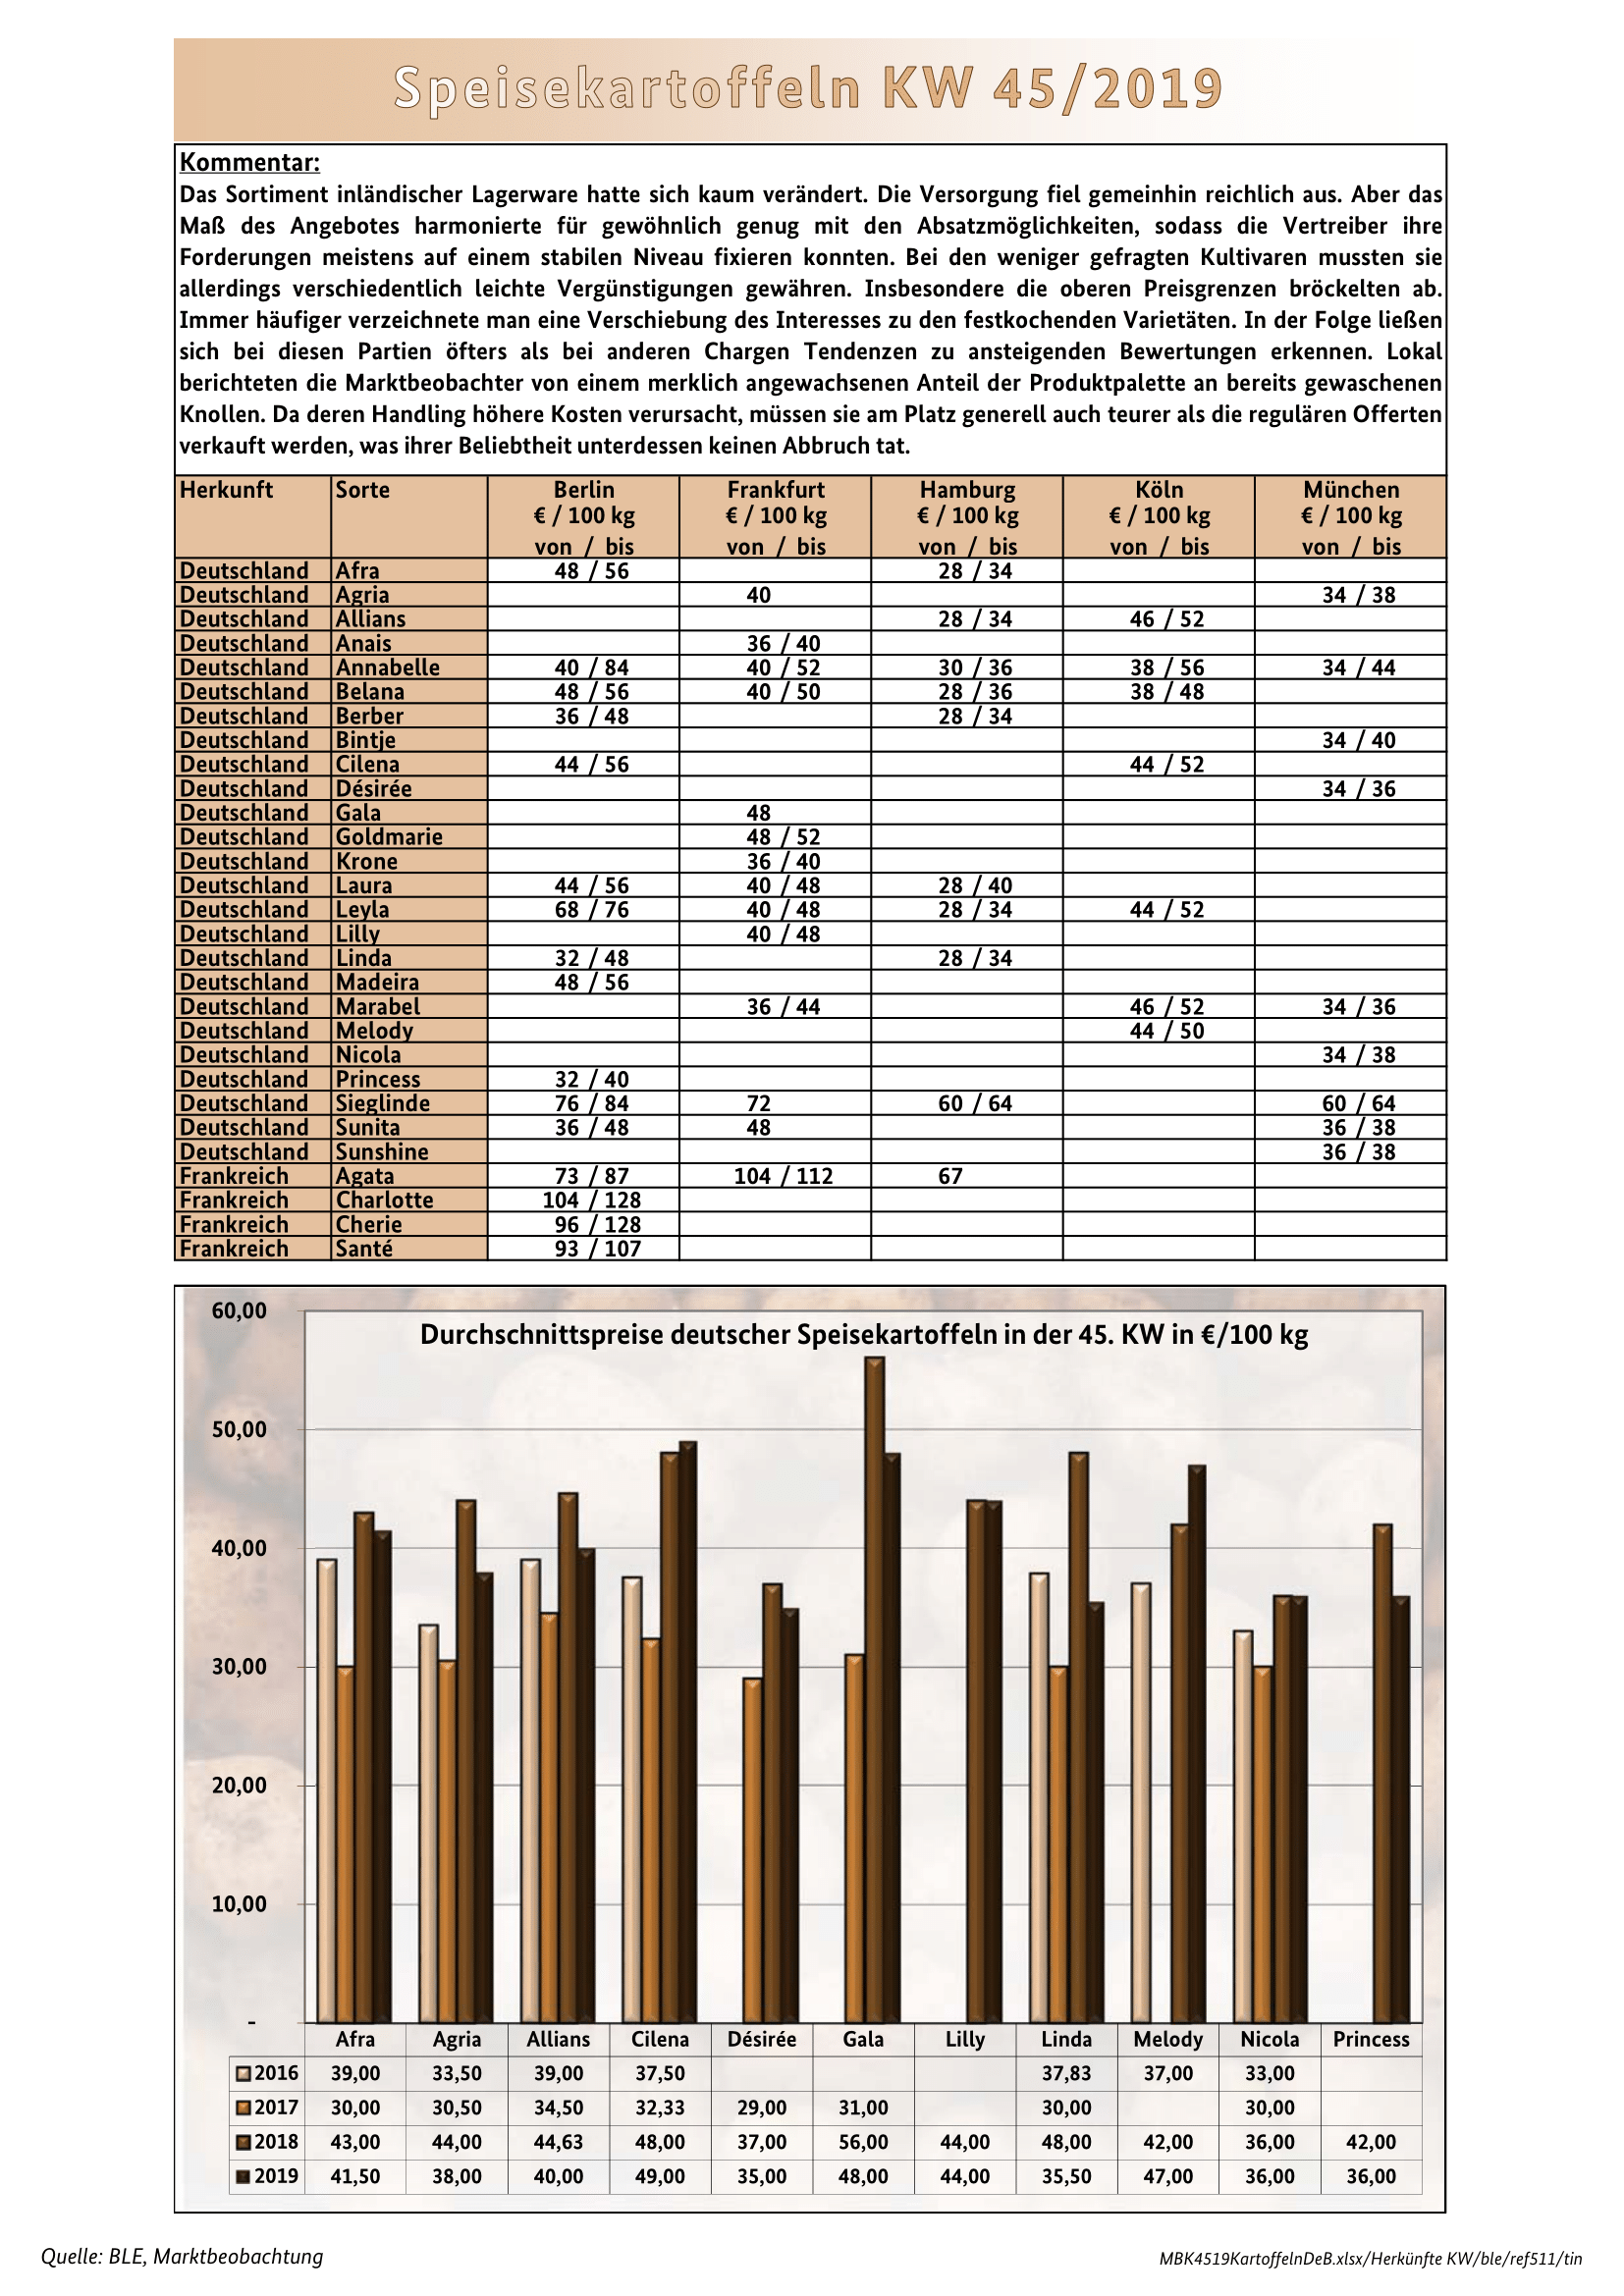 Speisekartoffeln KW 45/2019
Kommentar:
Das Sortiment inländischer Lagerware hatte sich kaum verändert. Die Versorgung fiel gemeinhin reichlich aus. Aber das
Maß des Angebotes harmonierte für gewöhnlich genug mit den Absatzmöglichkeiten, sodass die Vertreiber ihre
Forderungen meistens auf einem stabilen Niveau fixieren konnten. Bei den weniger gefragten Kultivaren mussten sie
allerdings verschiedentlich leichte Vergünstigungen gewähren. Insbesondere die oberen Preisgrenzen bröckelten ab.
Immer häufiger verzeichnete man eine Verschiebung des Interesses zu den festkochenden Varietäten. In der Folge ließen
sich bei diesen Partien öfters als bei anderen Chargen Tendenzen zu ansteigenden Bewertungen erkennen. Lokal
berichteten die Marktbeobachter von einem merklich angewachsenen Anteil der Produktpalette an bereits gewaschenen
Knollen. Da deren Handling höhere Kosten verursacht, müssen sie am Platz generell auch teurer als die regulären Offerten
verkauft werden, was ihrer Beliebtheit unterdessen keinen Abbruch tat.
Herkunft Sorte Berlin Frankfurt Hamburg Köln München
€ / 100 kg € / 100 kg € / 100 kg € / 100 kg € / 100 kg
von / bis von / bis von / bis von / bis von / bis
Deutschland Afra 48 / 56 28 / 34
Deutschland Agria 40 34 / 38
Deutschland Allians 28 / 34 46 / 52
Deutschland Anais 36 / 40
Deutschland Annabelle 40 / 84 40 / 52 30 / 36 38 / 56 34 / 44
Deutschland Belana 48 / 56 40 / 50 28 / 36 38 / 48
Deutschland Berber 36 / 48 28 / 34
Deutschland Bintje 34 / 40
Deutschland Cilena 44 / 56 44 / 52
Deutschland Désirée 34 / 36
Deutschland Gala 48
Deutschland Goldmarie 48 / 52
Deutschland Krone 36 / 40
Deutschland Laura 44 / 56 40 / 48 28 / 40
Deutschland Leyla 68 / 76 40 / 48 28 / 34 44 / 52
Deutschland Lilly 40 / 48
Deutschland Linda 32 / 48 28 / 34
Deutschland Madeira 48 / 56
Deutschland Marabel 36 / 44 46 / 52 34 / 36
Deutschland Melody 44 / 50
Deutschland Nicola 34 / 38
Deutschland Princess 32 / 40
Deutschland Sieglinde 76 / 84 72 60 / 64 60 / 64
Deutschland Sunita 36 / 48 48 36 / 38
Deutschland Sunshine 36 / 38
Frankreich Agata 73 / 87 104 / 112 67
Frankreich Charlotte 104 / 128
Frankreich Cherie 96 / 128
Frankreich Santé 93 / 107
Durchschnittspreise deutscher Speisekartoffeln in der 45. KW in €/100 kg
60,00
50,00
40,00
30,00
20,00
10,00
-
Afra Agria Allians Cilena Désirée Gala Lilly Linda Melody Nicola Princess
2016 39,00 33,50 39,00 37,50 37,83 37,00 33,00
2017 30,00 30,50 34,50 32,33 29,00 31,00 30,00 30,00
2018 43,00 44,00 44,63 48,00 37,00 56,00 44,00 48,00 42,00 36,00 42,00
2019 41,50 38,00 40,00 49,00 35,00 48,00 44,00 35,50 47,00 36,00 36,00
Quelle: BLE, Marktbeobachtung
MBK4519KartoffelnDeB.xlsx/Herkünfte KW/ble/ref511/tin